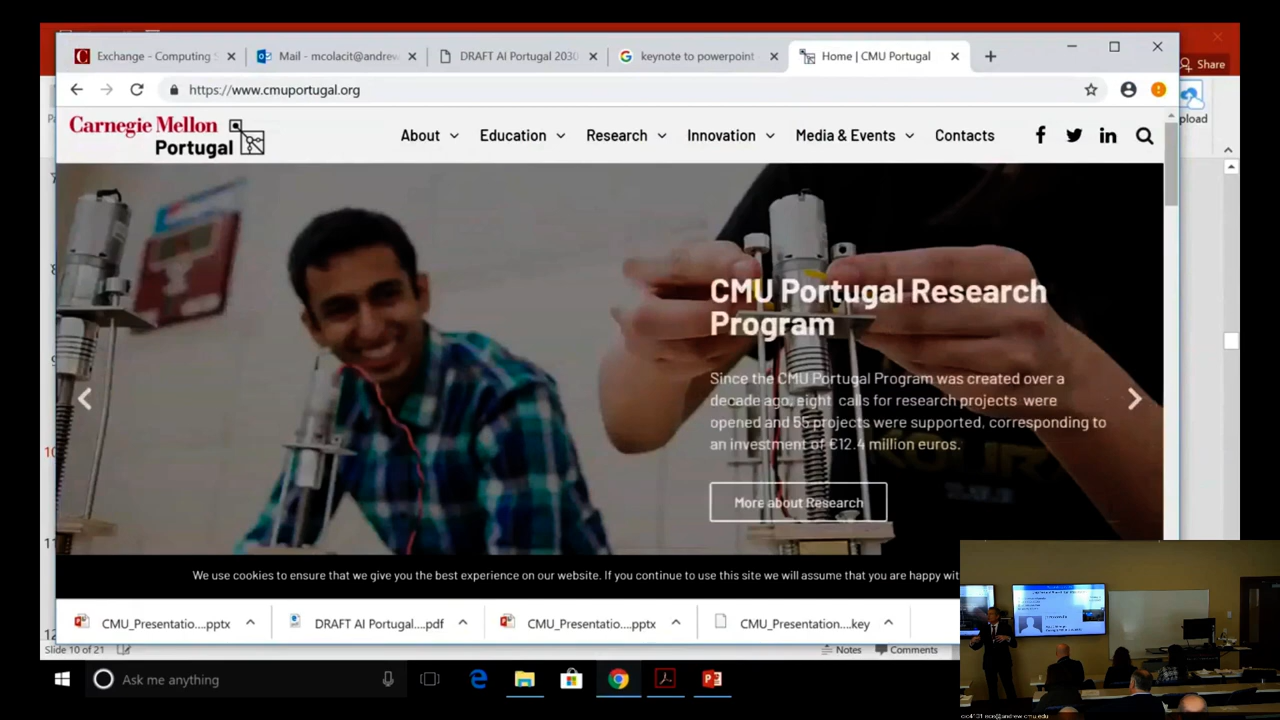 Exchange - Computing
Mail - mcolacit@andrew
DRAFT AI Portugal 2030
keynote to powerpoint
Home | CMU Portugal
Share
https://www.cmuportugal.org
pload
Carnegie Mellon
Portugal
About
Education
Research
Innovation
Media & Events
Contacts
CMU Portugal Research
Program
Since the CMU Portugal Program was created over a
decade ago, eight calls for research projects were
opened and 55 projects were supported, corresponding to
an investment of €12.4 million euros.
More about Research
We use cookies to ensure that we give you the best experience on our website. If you continue to use this site we will assume that you are happy wit
CMU_Presentatio....pptx
DRAFT AI Portugal....pdf
CMU_Presentatio....pptx
CMU_Presentation....key
10
11
12
Slide 10 of 21
Notes
Comments
Ask me anything